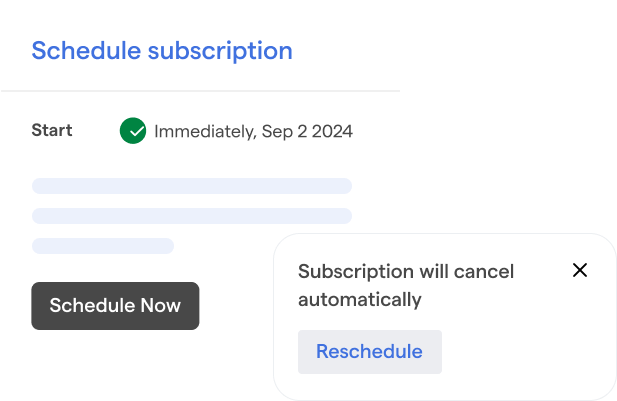 Schedule subscription
Start
Immediately, Sep 2 2024
Schedule Now
Subscription will cancel
automatically
Reschedule